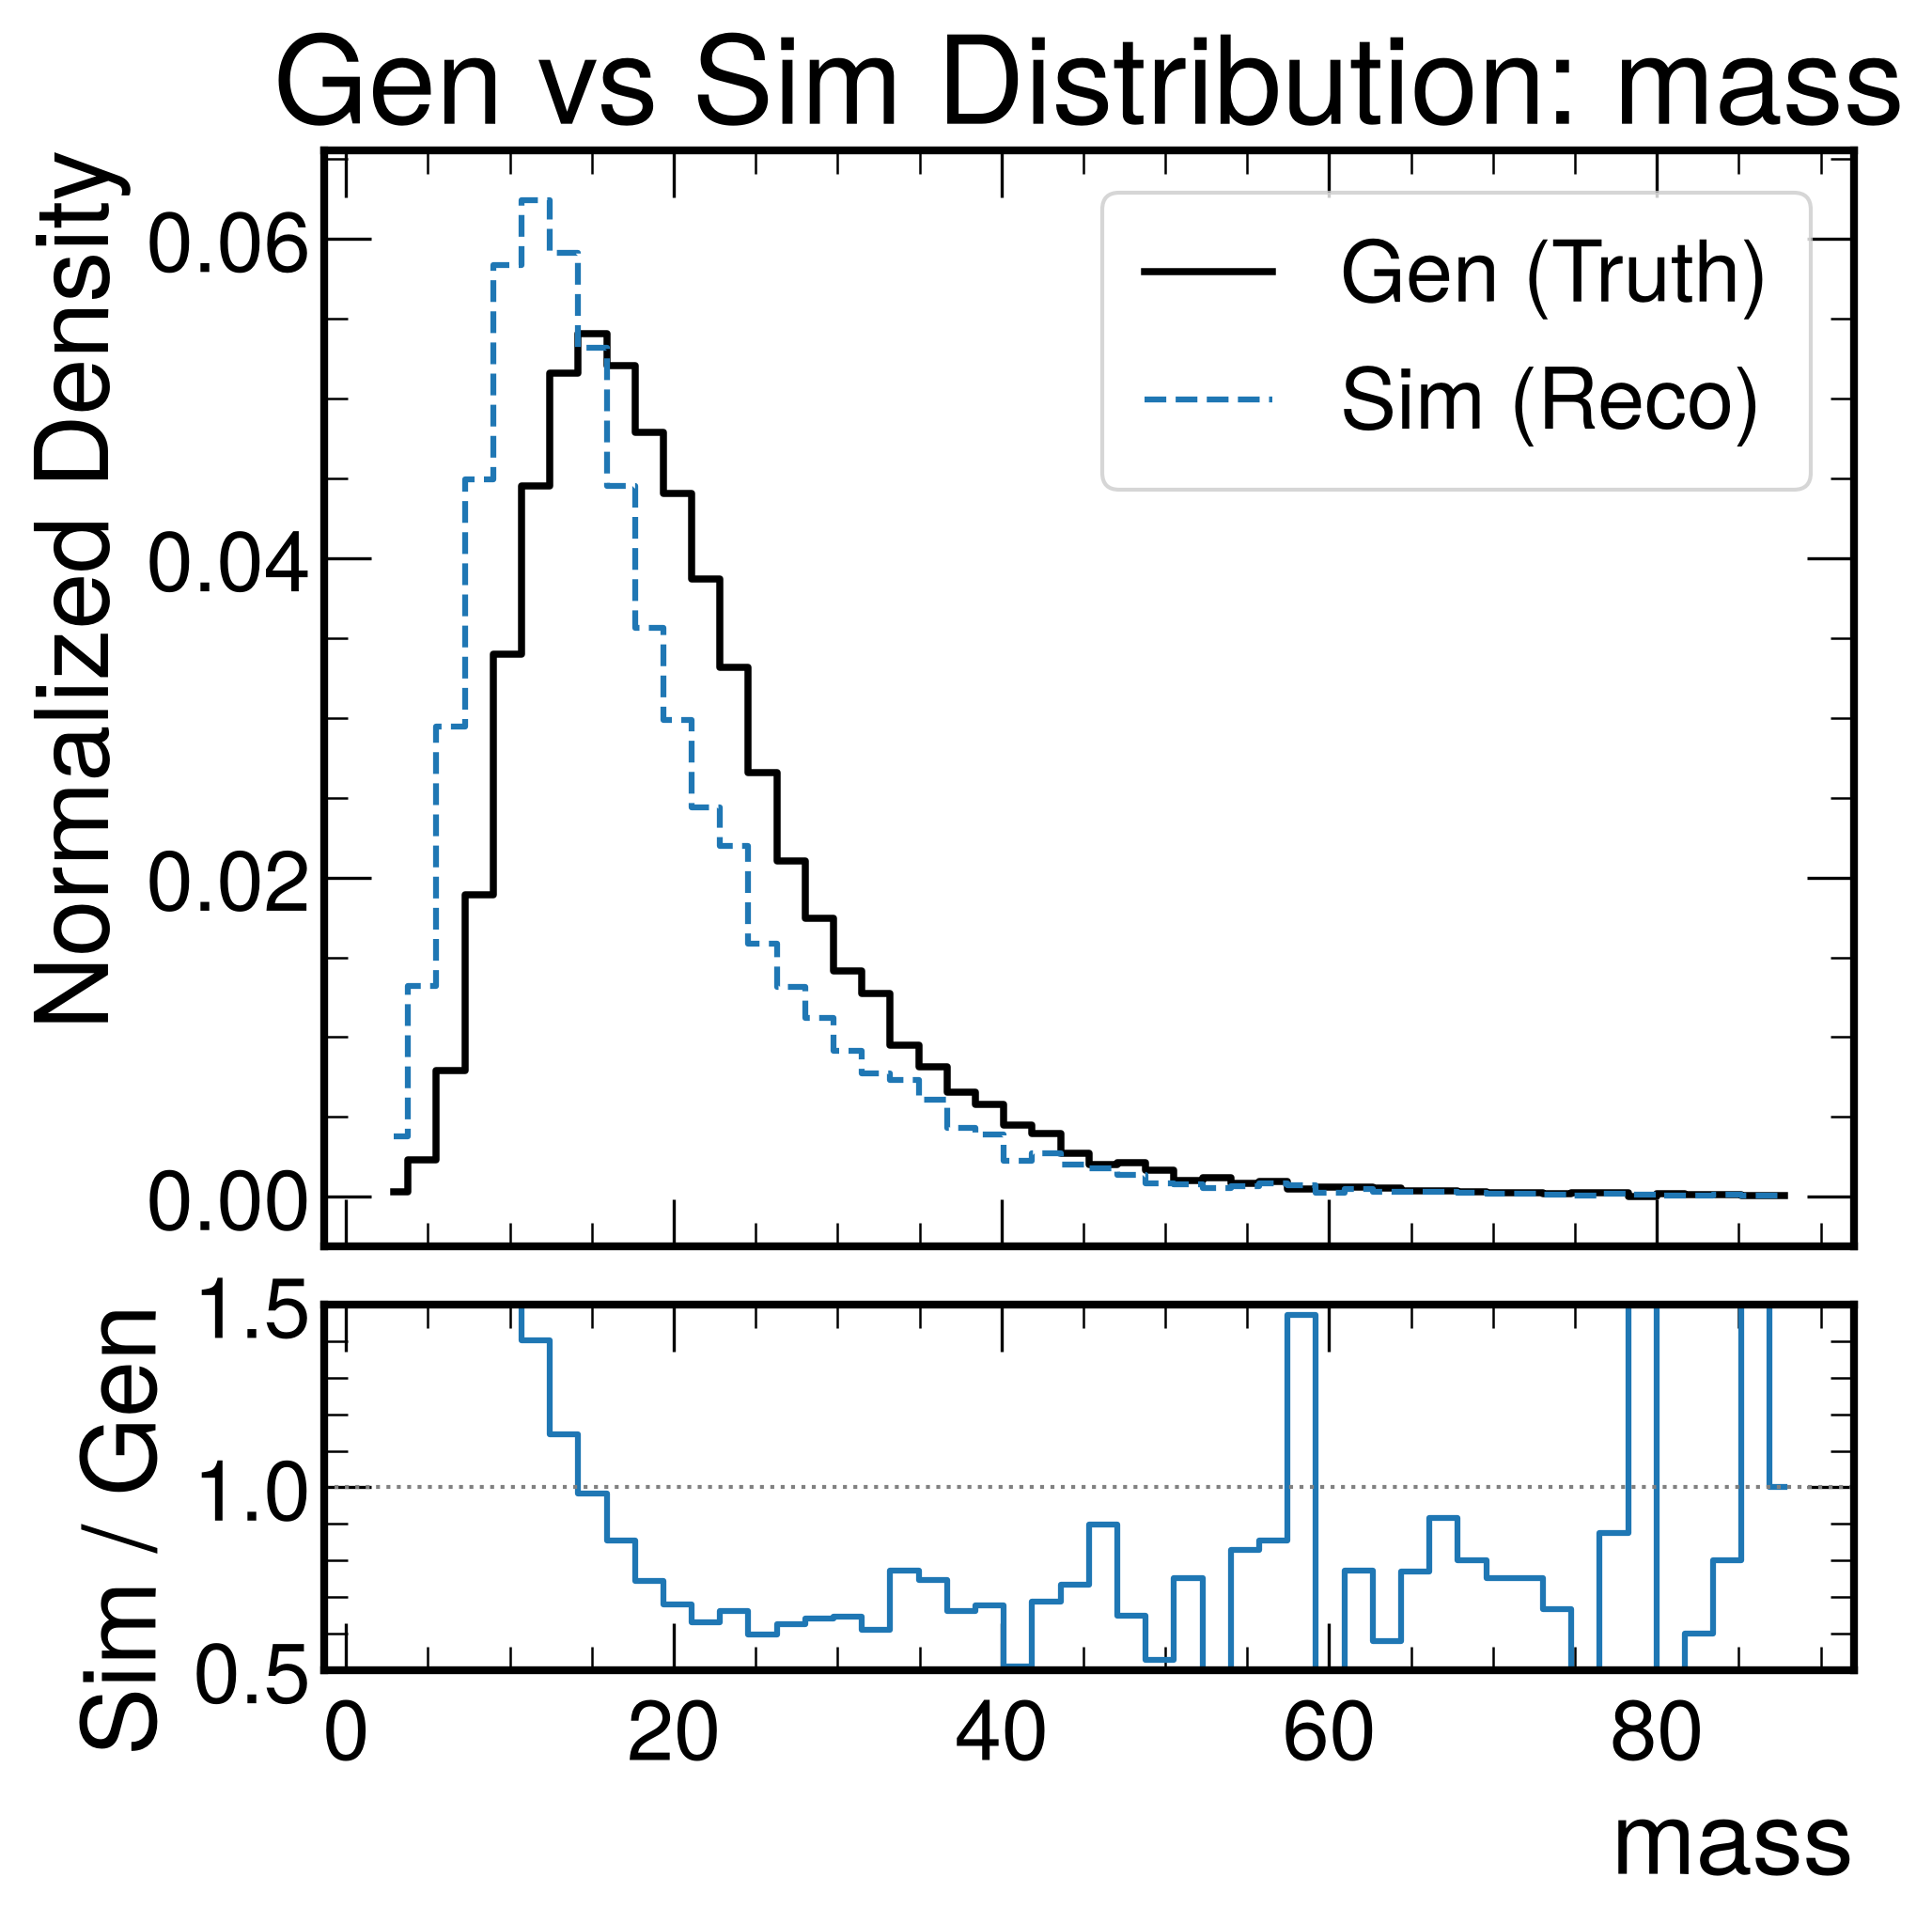 Gen vs Sim Distribution: mass
Normalized Density
0.06
0.04
0.02
0.00
Gen (Truth)
Sim (Reco)
Sim / Gen
1.5
1.0
0.5
0 20 40 60 80
mass